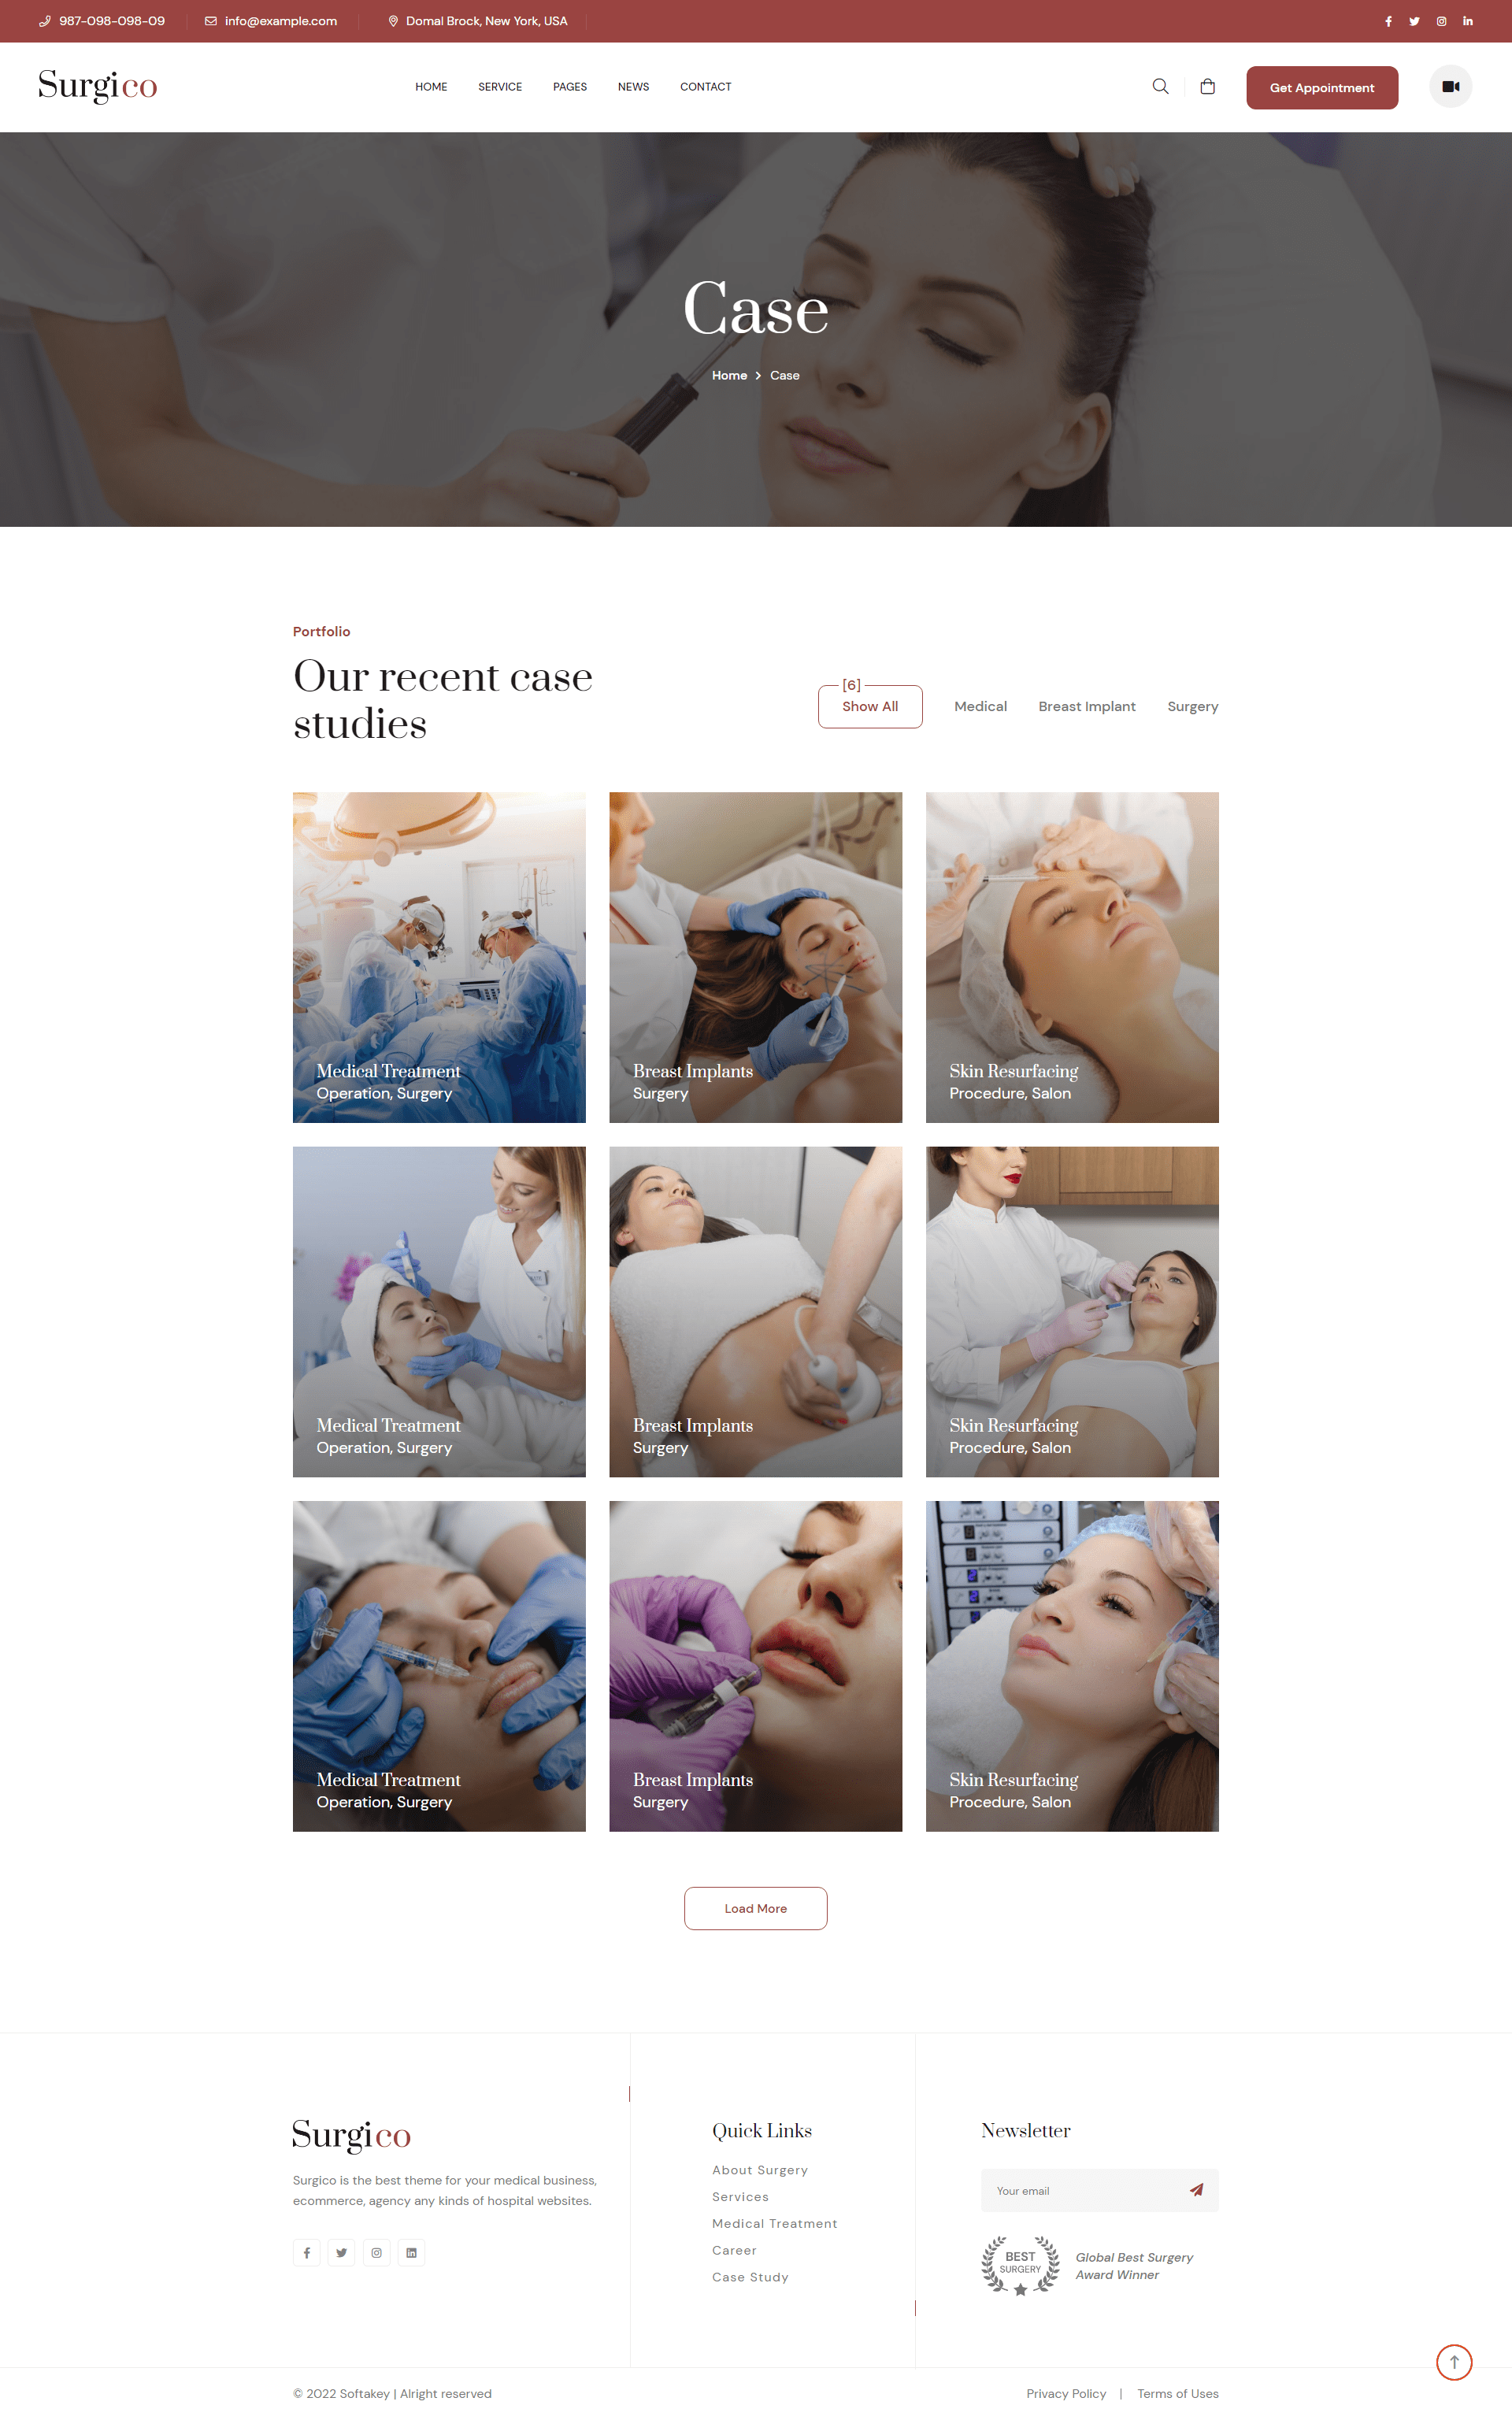 987-098-098-09
info@example.com
Domal Brock, New York, USA
Surgico
HOME
SERVICE
PAGES
NEWS
CONTACT
Get Appointment
Case
Home
Case
Portfolio
Our recent case
studies
[6]
Show All
Medical
Breast Implant
Surgery
Medical Treatment
Operation, Surgery
Breast Implants
Surgery
Skin Resurfacing
Procedure, Salon
Medical Treatment
Operation, Surgery
Breast Implants
Surgery
Skin Resurfacing
Procedure, Salon
Medical Treatment
Operation, Surgery
Breast Implants
Surgery
Skin Resurfacing
Procedure, Salon
Load More
Surgico
Surgico is the best theme for your medical business,
ecommerce, agency any kinds of hospital websites.
Quick Links
About Surgery
Services
Medical Treatment
Career
Case Study
Newsletter
Your email
BEST
SURGERY
Global Best Surgery
Award Winner
© 2022 Softakey | Alright reserved
Privacy Policy | Terms of Uses